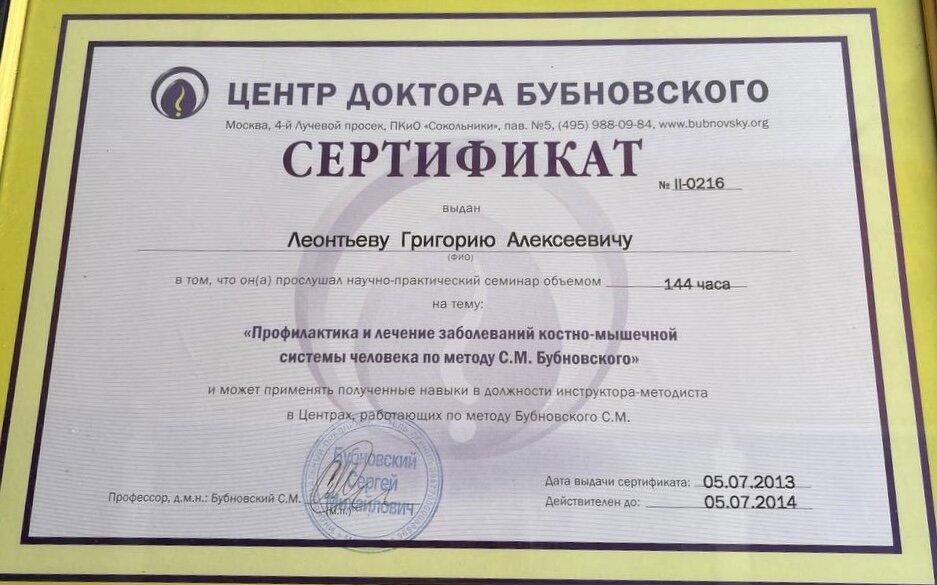 ЦЕНТР ДОКТОРА БУБНОВСКОГО
Москва, 4-й Лучевой просек, ПКиО «Сокольники», пав. №5, (495) 988-09-84, www.bubnovsky.org
СЕРТИФИКАТ
№ II-0216
выдан
Леонтьеву Григорию Алексеевичу
(ФИО)
в том, что он(а) прослушал научно-практический семинар объемом 144 часа
на тему:
«Профилактика и лечение заболеваний костно-мышечной
системы человека по методу С.М. Бубновского»
и может применять полученные навыки в должности инструктора-методиста
в Центрах, работающих по методу Бубновского С.М.
Бубновский
Сергей
Михайлович
Профессор, д.м.н.: Бубновский С.М.
(М.П.)
Дата выдачи сертификата: 05.07.2013
Действителен до: 05.07.2014